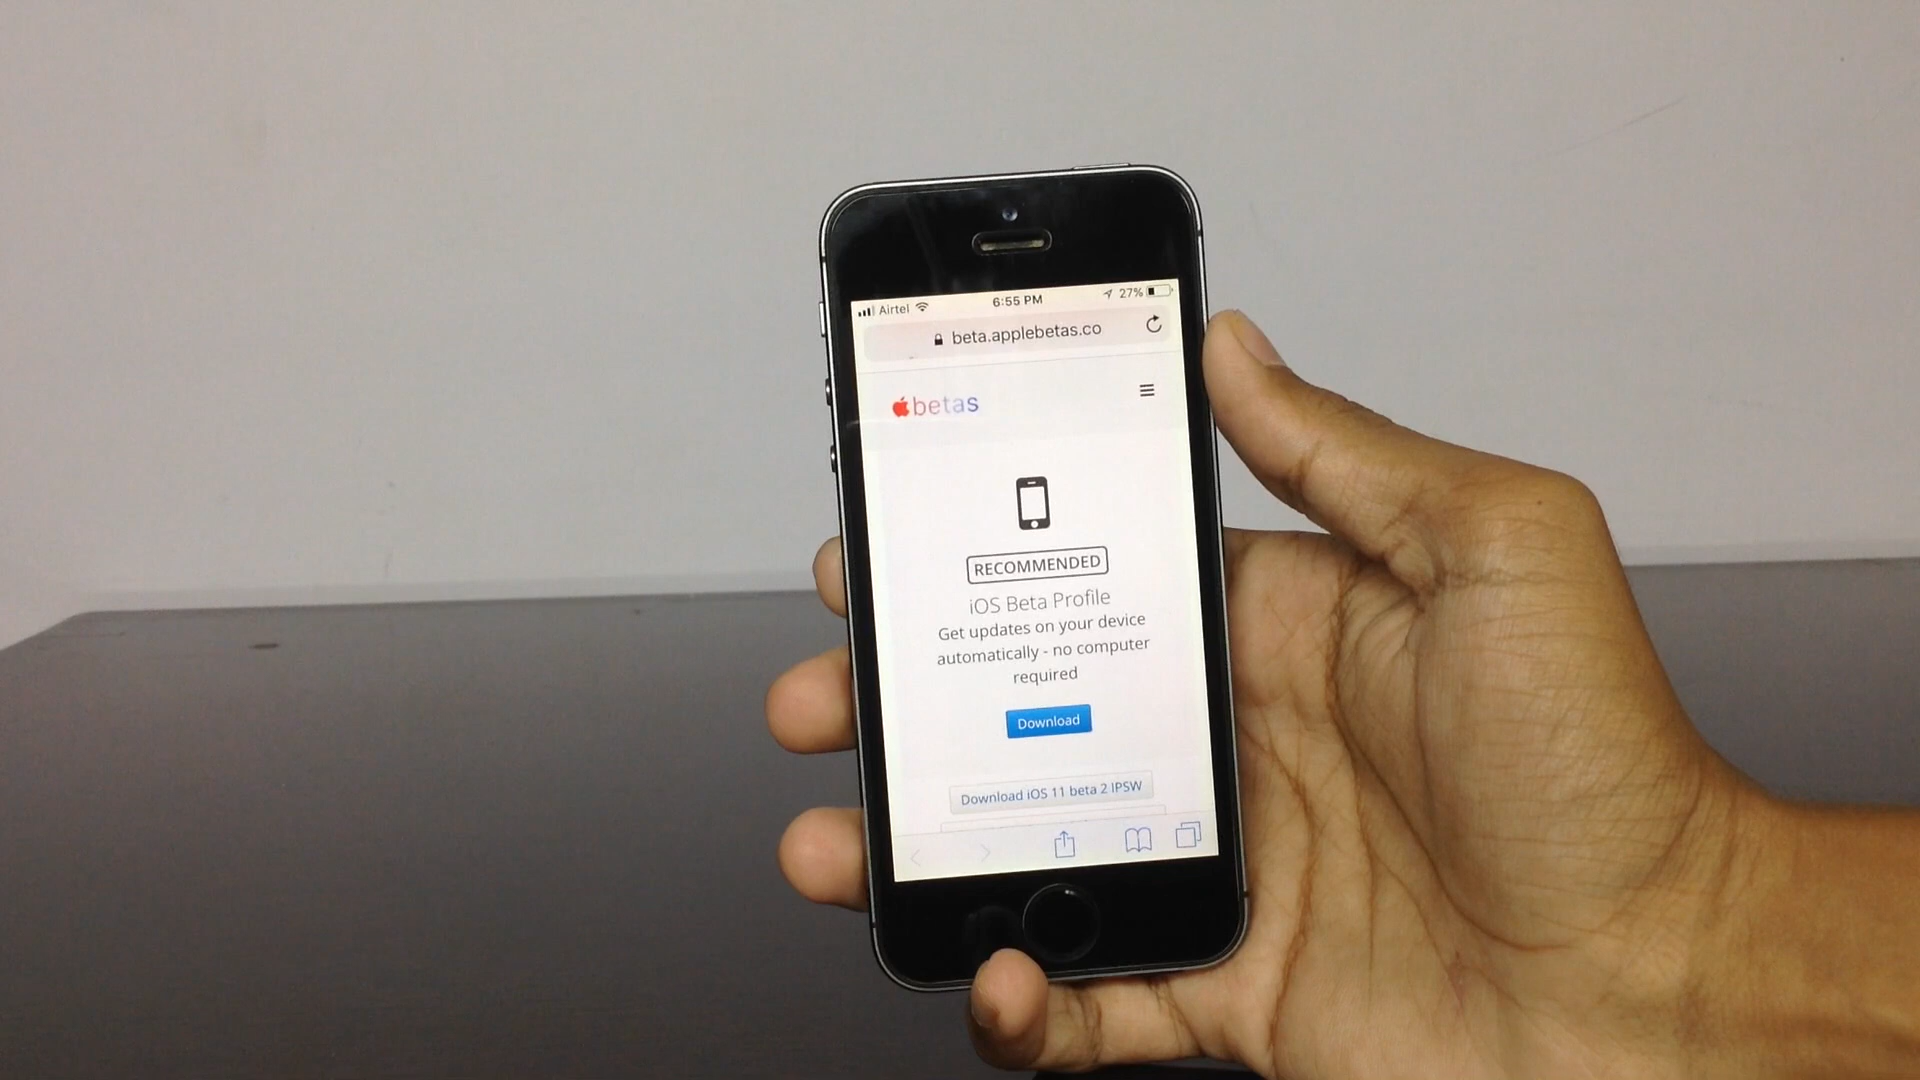 Airtel 6:55 PM 27%
beta.applebetas.co
betas
RECOMMENDED
iOS Beta Profile
Get updates on your device
automatically - no computer
required
Download
Download iOS 11 beta 2 IPSW